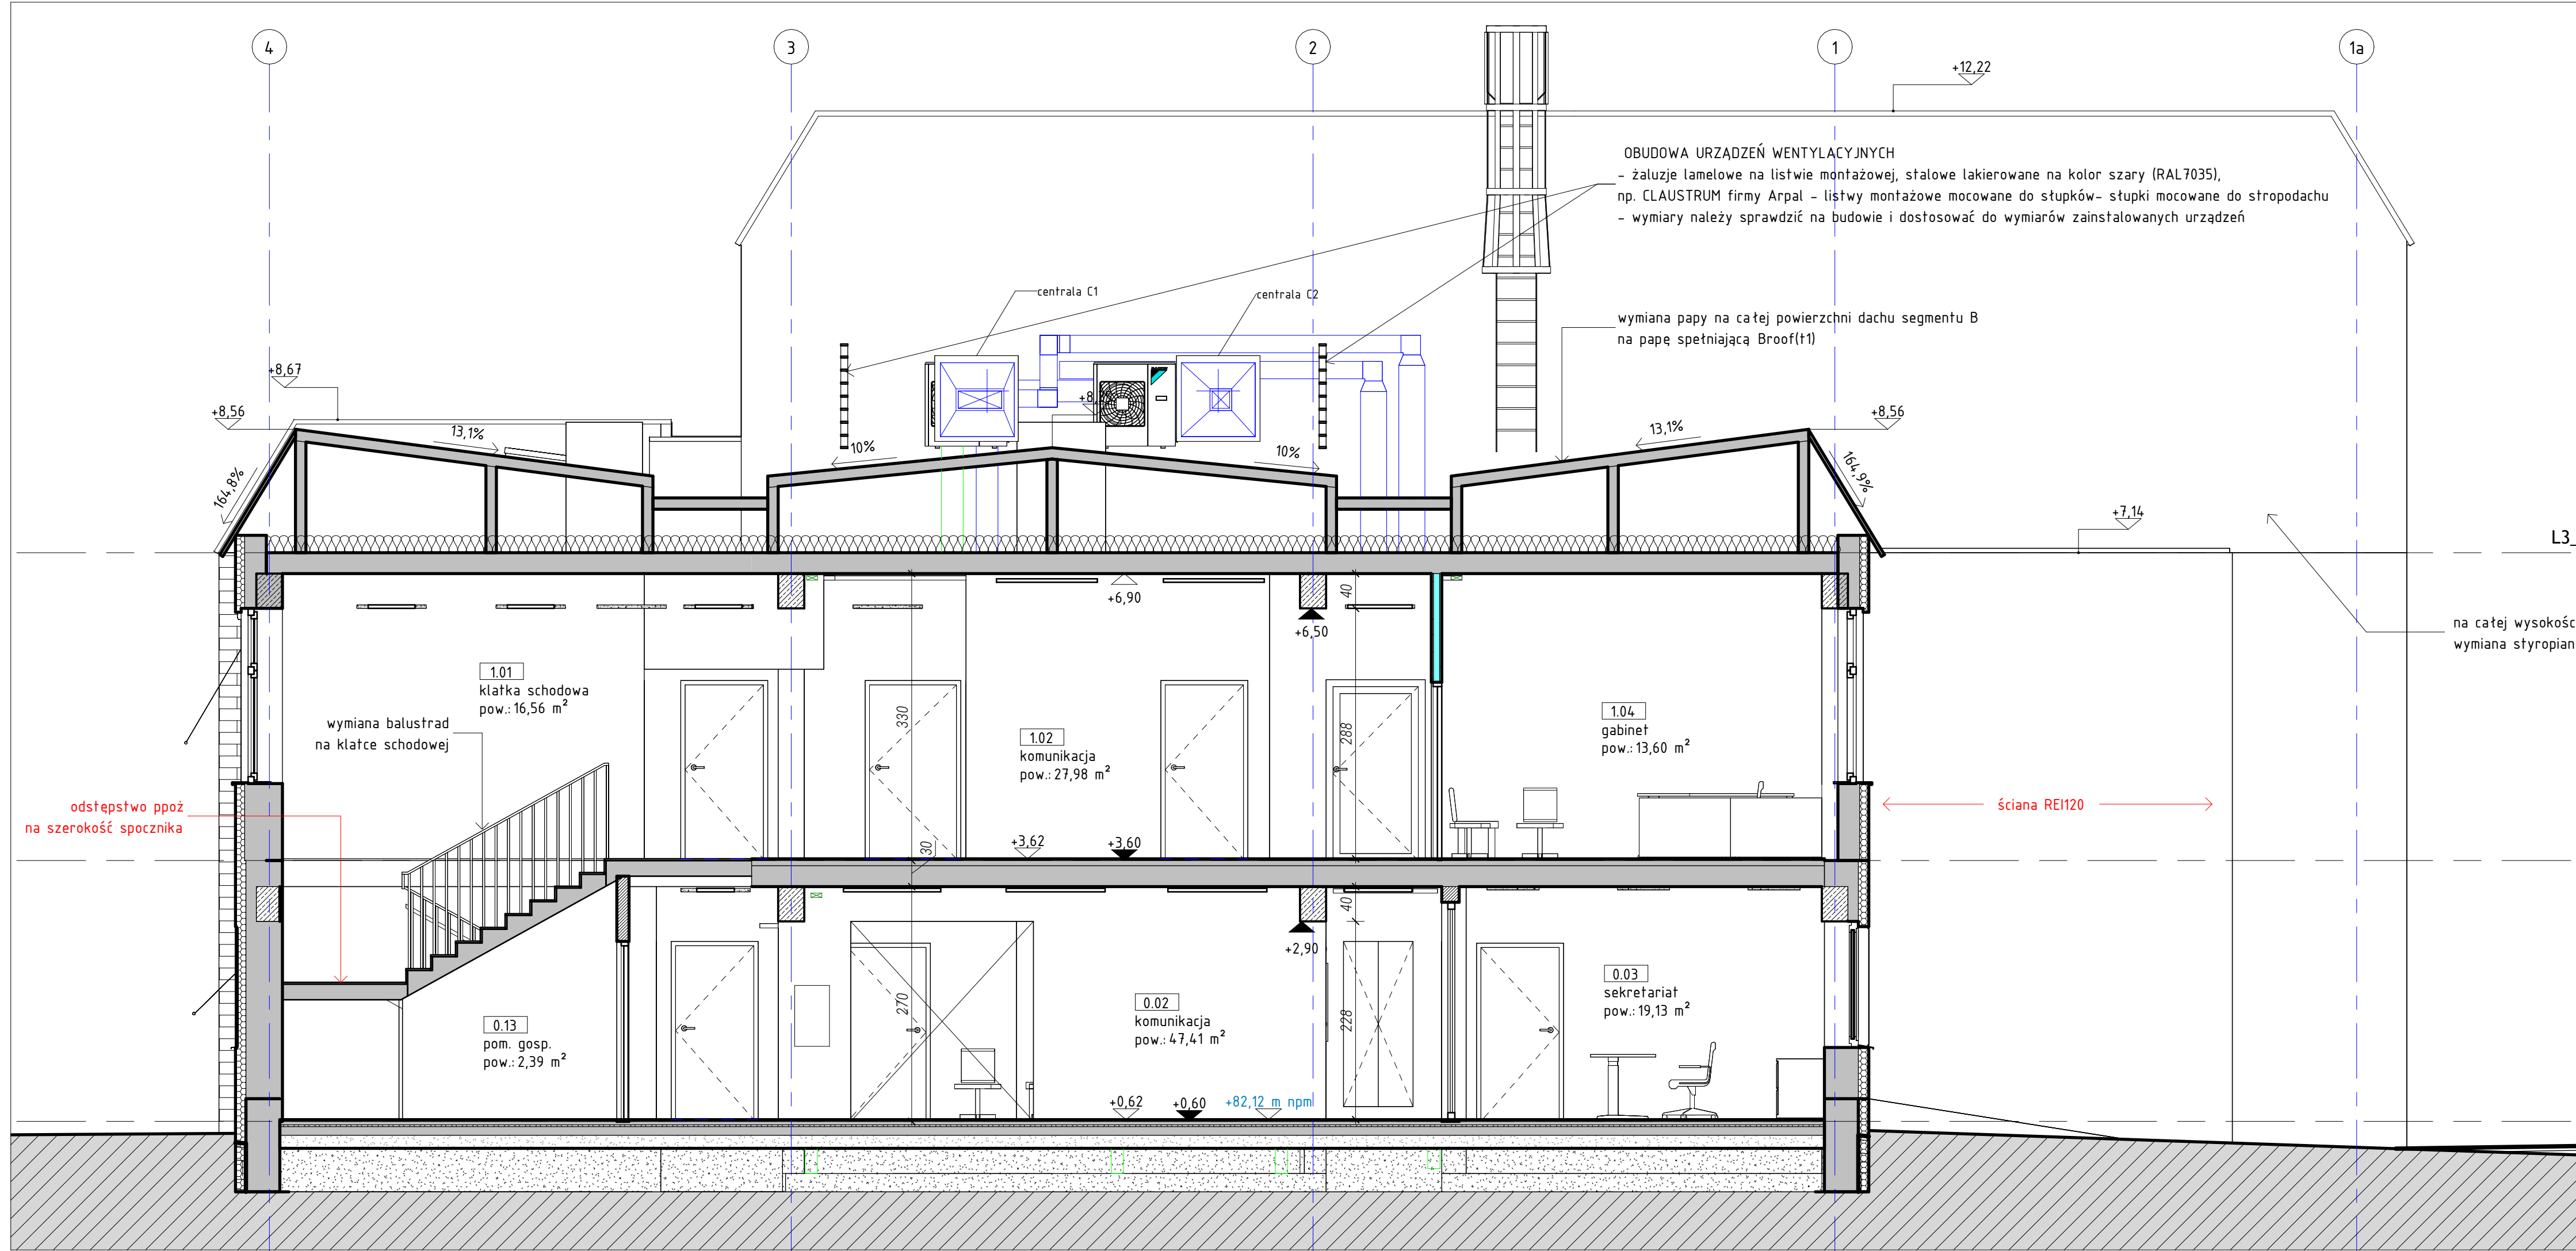 4
3
2
1
1a
+12,22
OBUDOWA URZĄDZEŃ WENTYLACYJNYCH
- żaluzje lamelowe na listwie montażowej, stalowe lakierowane na kolor szary (RAL7035),
np. CLAUSTRUM firmy Arpal - listwy montażowe mocowane do słupków- słupki mocowane do stropodachu
- wymiary należy sprawdzić na budowie i dostosować do wymiarów zainstalowanych urządzeń
centrala C1
centrala C2
wymiana papy na całej powierzchni dachu segmentu B
na papę spełniającą Broof(t1)
+8,67
+8,56
13,1%
164,8%
10%
10%
13,1%
+8,56
164,9%
+7,14
L3_
+6,90
40
+6,50
na całej wysokośc
wymiana styropian
1.01
klatka schodowa
pow.: 16,56 m²
wymiana balustrad
na klatce schodowej
330
1.02
komunikacja
pow.: 27,98 m²
288
1.04
gabinet
pow.: 13,60 m²
odstępstwo ppoż
na szerokość spocznika
ściana REI120
30
+3,62
+3,60
40
+2,90
0.13
pom. gosp.
pow.: 2,39 m²
270
0.02
komunikacja
pow.: 47,41 m²
228
0.03
sekretariat
pow.: 19,13 m²
+0,62
+0,60
+82,12 m npm